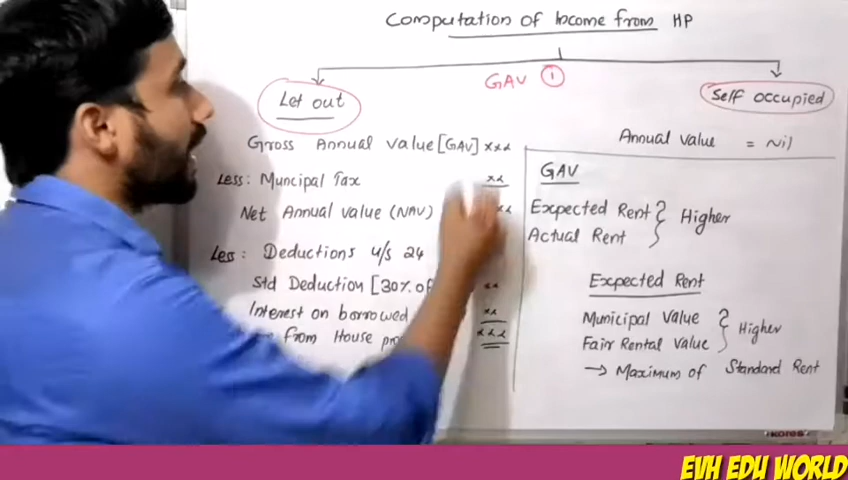 Computation of Income from HP
GAV 1
Let out
Self occupied
Gross Annual Value [GAV] xxx
Less: Muncipal Tax xx
Net Annual value (NAV)
Less: Deductions u/s 24
Std Deduction [30% of xx
Interest on borrowed xx
from House xxx
Annual value = Nil
GAV
Expected Rent
Actual Rent
Higher
Expected Rent
Municipal Value
Fair Rental Value
Higher
→ Maximum of Standard Rent
KORES
EVH EDU WORLD